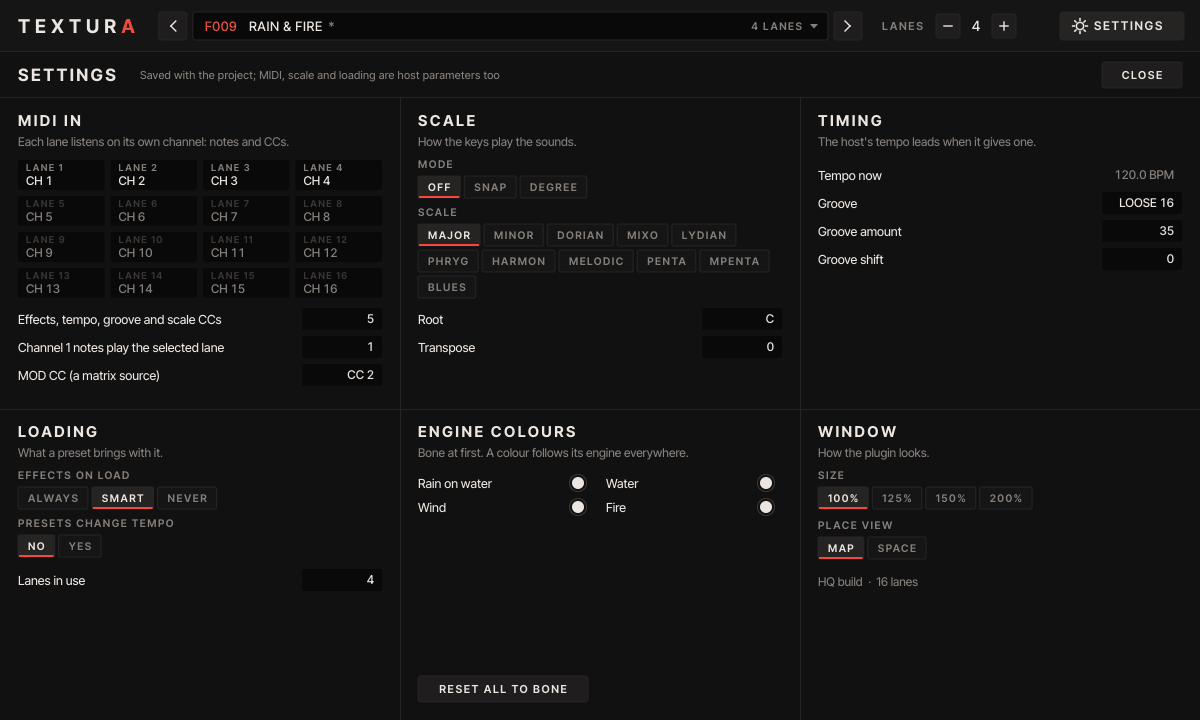 TEXTURA
F009 RAIN & FIRE * 4 LANES
LANES − 4 +
SETTINGS
SETTINGS Saved with the project; MIDI, scale and loading are host parameters too
CLOSE
MIDI IN
Each lane listens on its own channel: notes and CCs.
LANE 1 LANE 2 LANE 3 LANE 4
CH 1 CH 2 CH 3 CH 4
LANE 5 LANE 6 LANE 7 LANE 8
CH 5 CH 6 CH 7 CH 8
LANE 9 LANE 10 LANE 11 LANE 12
CH 9 CH 10 CH 11 CH 12
LANE 13 LANE 14 LANE 15 LANE 16
CH 13 CH 14 CH 15 CH 16
Effects, tempo, groove and scale CCs 5
Channel 1 notes play the selected lane 1
MOD CC (a matrix source) CC 2
SCALE
How the keys play the sounds.
MODE
OFF SNAP DEGREE
SCALE
MAJOR MINOR DORIAN MIXO LYDIAN
PHRYG HARMON MELODIC PENTA MPENTA
BLUES
Root C
Transpose 0
TIMING
The host's tempo leads when it gives one.
Tempo now 120.0 BPM
Groove LOOSE 16
Groove amount 35
Groove shift 0
LOADING
What a preset brings with it.
EFFECTS ON LOAD
ALWAYS SMART NEVER
PRESETS CHANGE TEMPO
NO YES
Lanes in use 4
ENGINE COLOURS
Bone at first. A colour follows its engine everywhere.
Rain on water Water
Wind Fire
RESET ALL TO BONE
WINDOW
How the plugin looks.
SIZE
100% 125% 150% 200%
PLACE VIEW
MAP SPACE
HQ build · 16 lanes